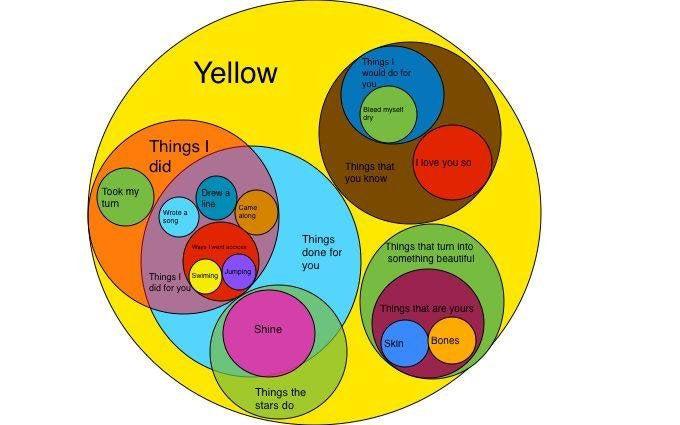 Yellow
Things I
would do for
you
Bleed myself
dry
Things that
you know
I love you so
Things I
did
Took my
turn
Wrote a
song
Drew a
line
Came
along
Ways I went accross
Swiming
Jumping
Things I
did for you
Things
done for
you
Things that turn into
something beautiful
Things that are yours
Skin
Bones
Shine
Things the
stars do